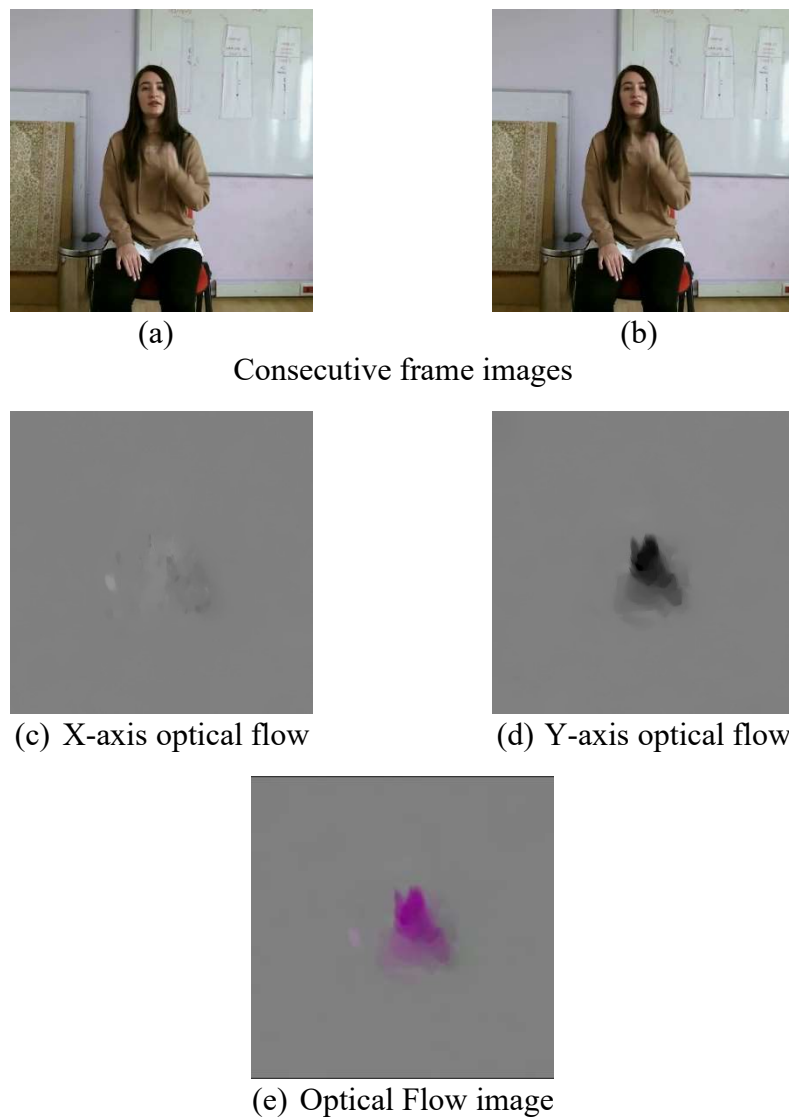 (a)
(b)
Consecutive frame images
(c) X-axis optical flow
(d) Y-axis optical flow
(e) Optical Flow image